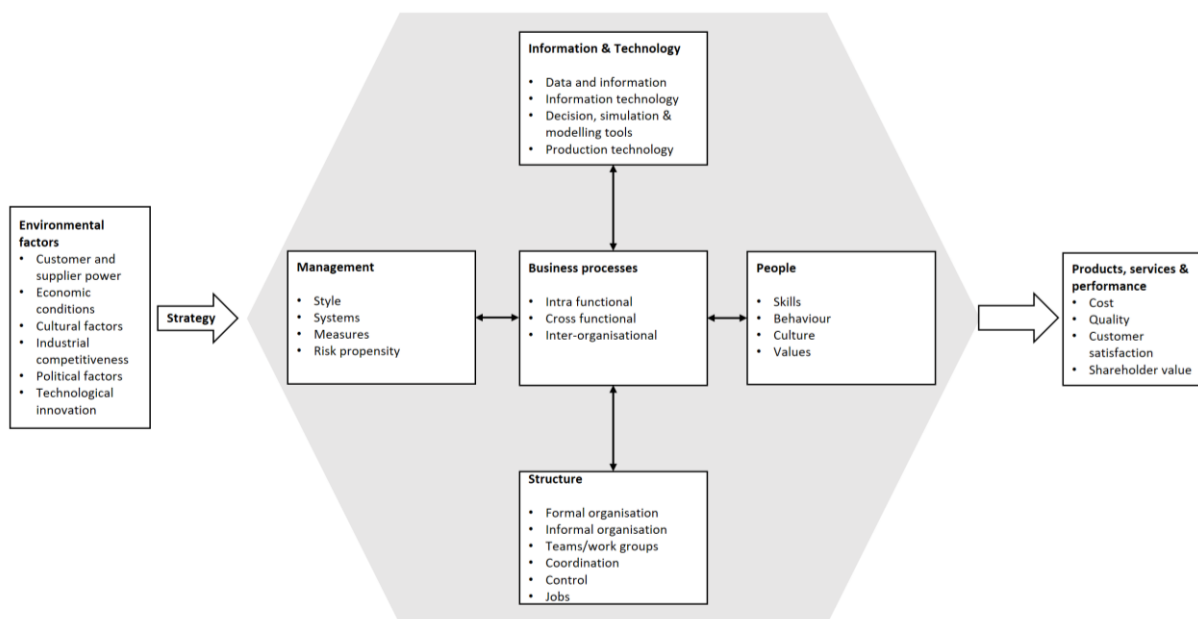 Information & Technology
• Data and information
• Information technology
• Decision, simulation &
modelling tools
• Production technology
Environmental
factors
• Customer and
supplier power
• Economic
conditions
• Cultural factors
• Industrial
competitiveness
• Political factors
• Technological
innovation
Strategy
Management
• Style
• Systems
• Measures
• Risk propensity
Business processes
• Intra functional
• Cross functional
• Inter-organisational
People
• Skills
• Behaviour
• Culture
• Values
Products, services &
performance
• Cost
• Quality
• Customer
satisfaction
• Shareholder value
Structure
• Formal organisation
• Informal organisation
• Teams/work groups
• Coordination
• Control
• Jobs